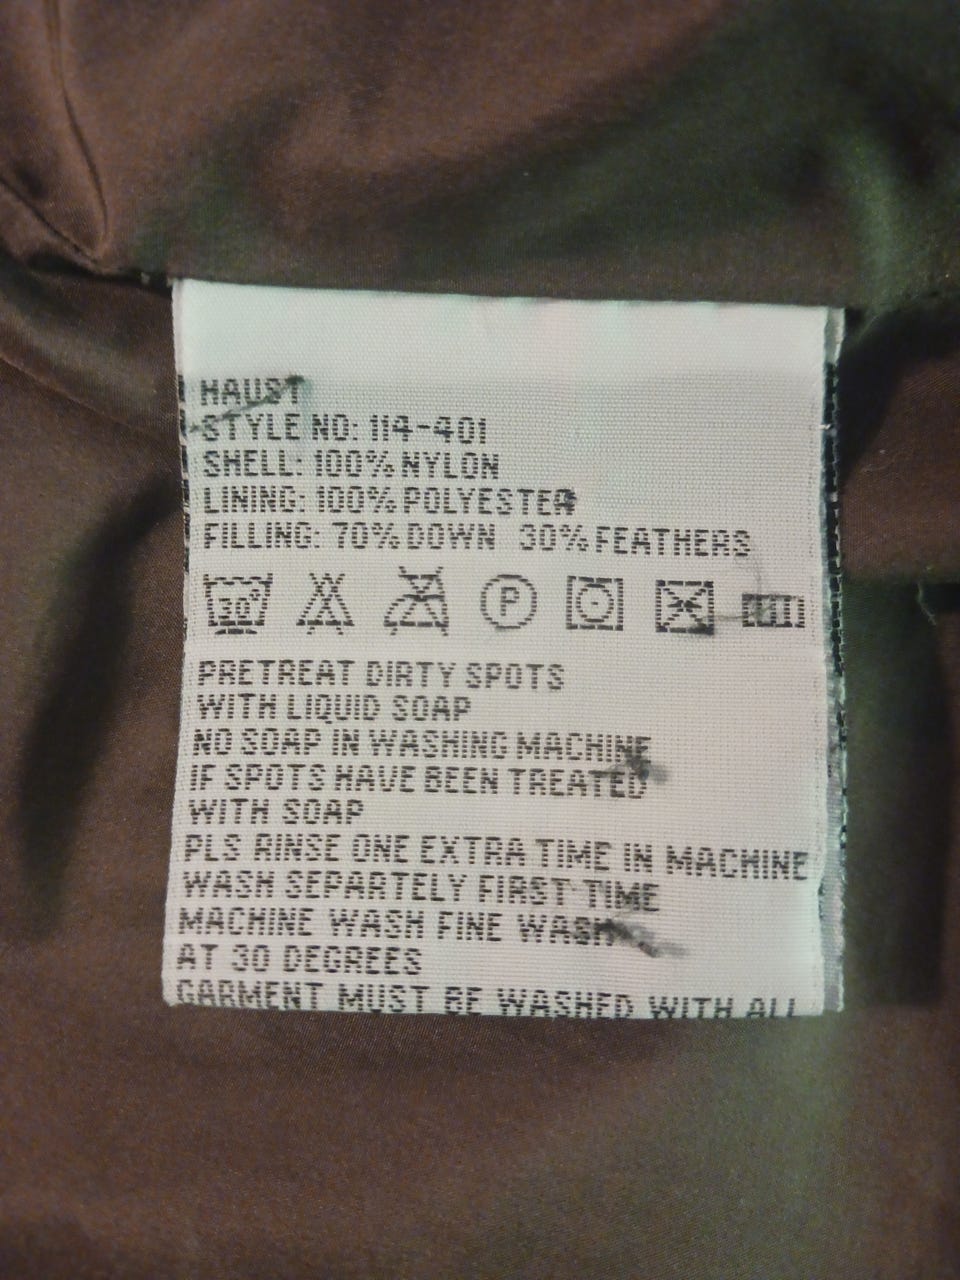 HAUST
STYLE NO: 114-401
SHELL: 100% NYLON
LINING: 100% POLYESTER
FILLING: 70% DOWN 30% FEATHERS
30° P
PRETREAT DIRTY SPOTS
WITH LIQUID SOAP
NO SOAP IN WASHING MACHINE
IF SPOTS HAVE BEEN TREATED
WITH SOAP
PLS RINSE ONE EXTRA TIME IN MACHINE
WASH SEPARTELY FIRST TIME
MACHINE WASH FINE WASH
AT 30 DEGREES
GARMENT MUST BE WASHED WITH ALL